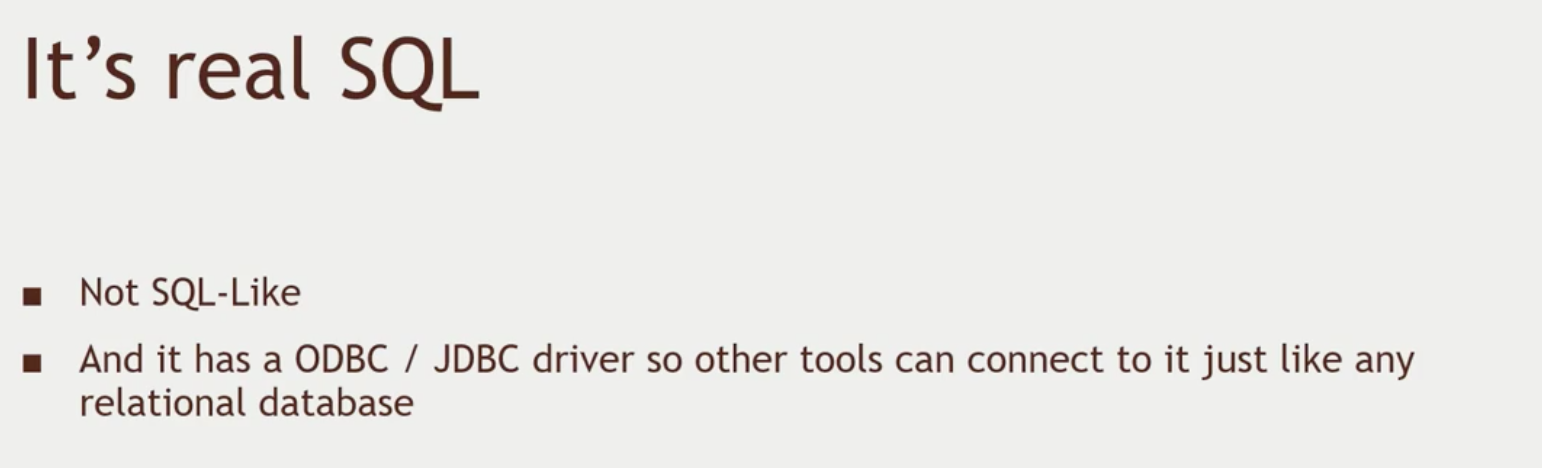 It’s real SQL
■ Not SQL-Like
■ And it has a ODBC / JDBC driver so other tools can connect to it just like any
relational database